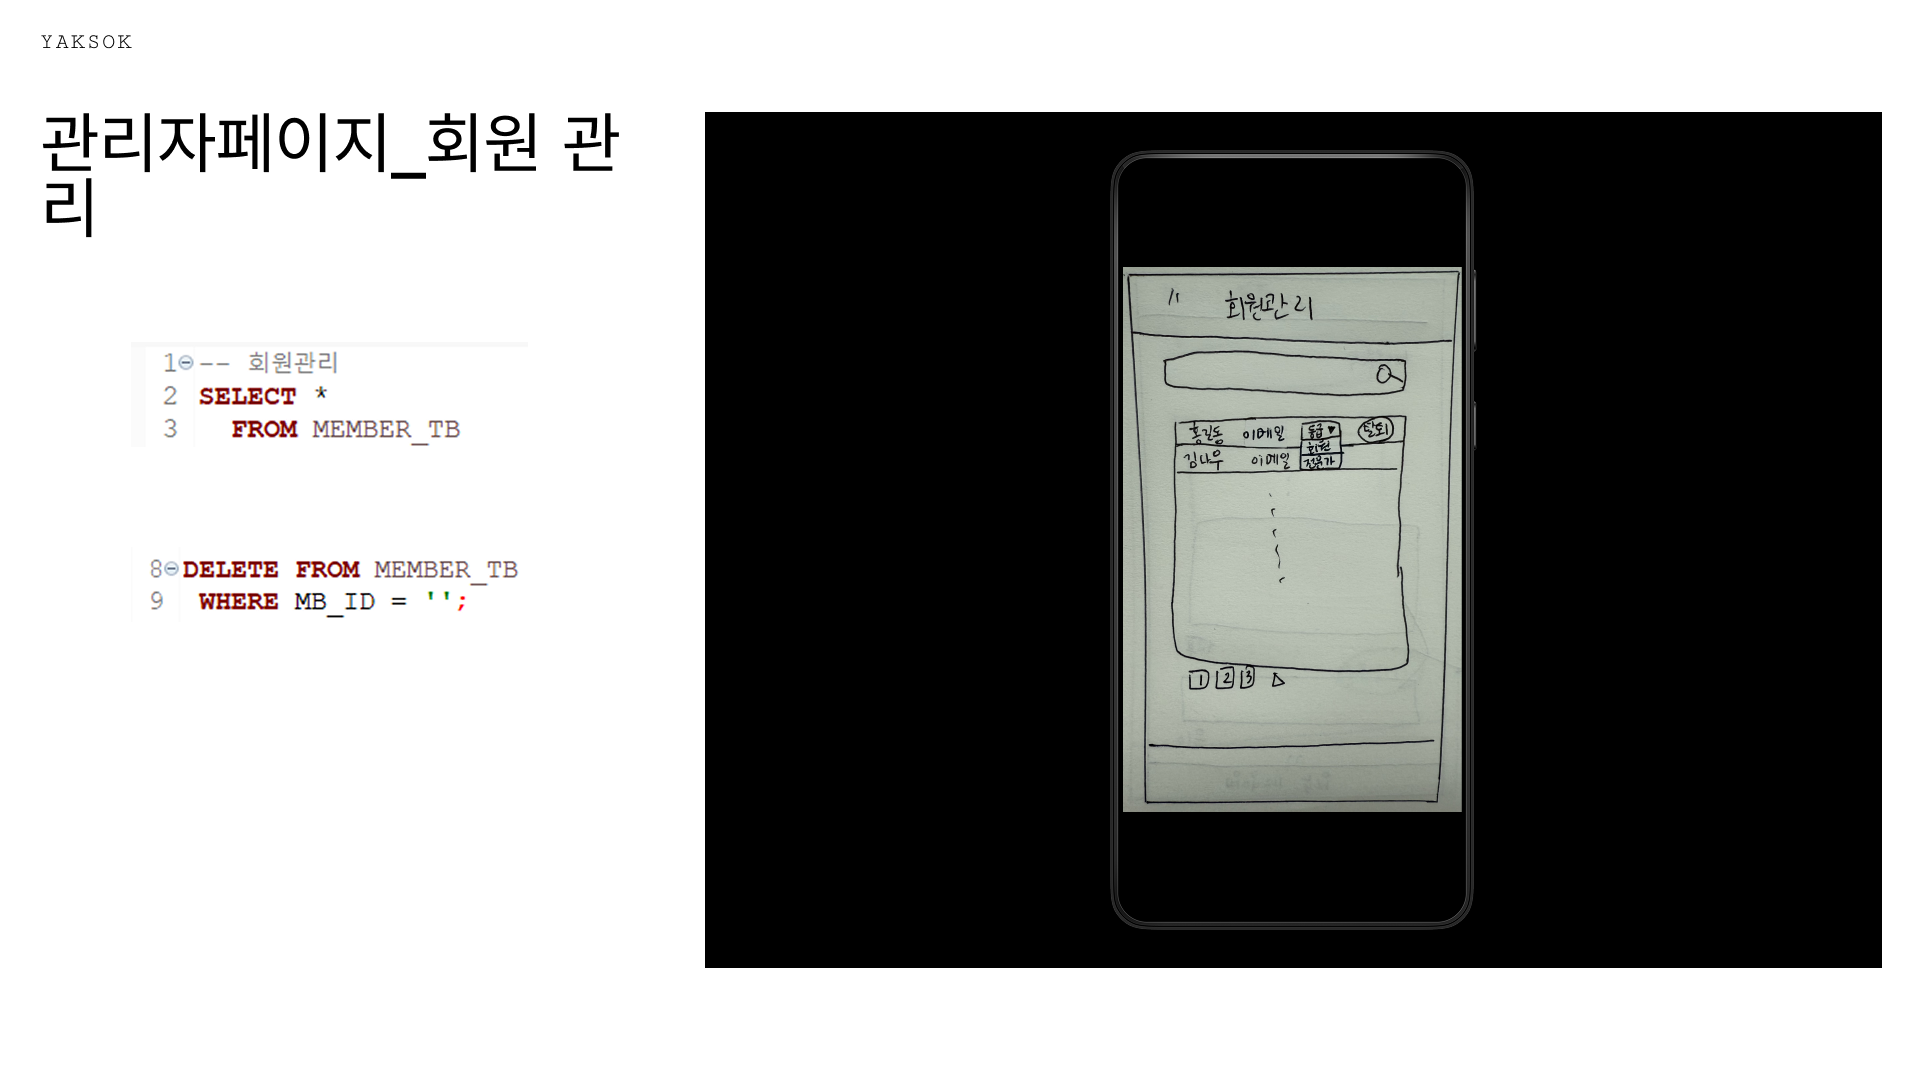 YAKSOK
관리자페이지_회원 관
리
1 -- 회원관리
2 SELECT *
3 FROM MEMBER_TB
8 DELETE FROM MEMBER_TB
9 WHERE MB_ID = '';
회원관리
홍길동 이메일 등급 ▼ 탈퇴
회원
김나우 이메일 전문가
1 2 3